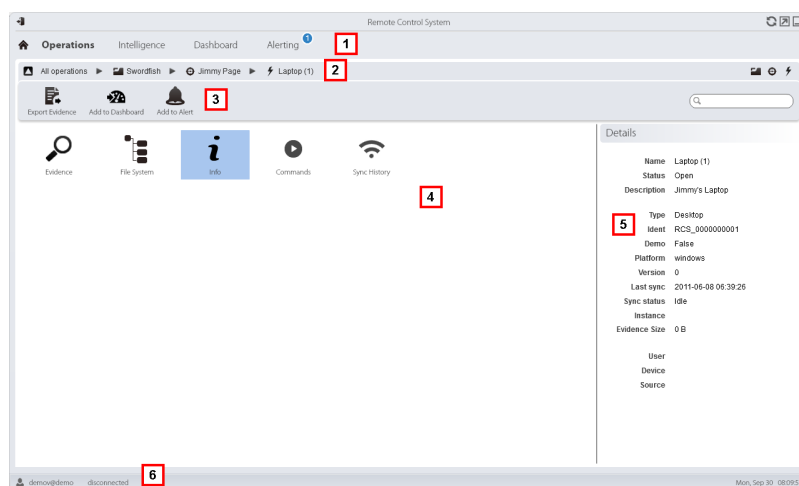 Remote Control System
Operations Intelligence Dashboard Alerting 1 1
All operations Swordfish Jimmy Page Laptop (1) 2
Export Evidence Add to Dashboard Add to Alert 3
Evidence File System Info Commands Sync History
4
Details
Name Laptop (1)
Status Open
Description Jimmy's Laptop
Type Desktop
5
Ident RCS_0000000001
Demo False
Platform windows
Version 0
Last sync 2011-06-08 06:39:26
Sync status Idle
Instance
Evidence Size 0 B
User
Device
Source
demov@demo disconnected 6
Mon, Sep 30 08:09:5